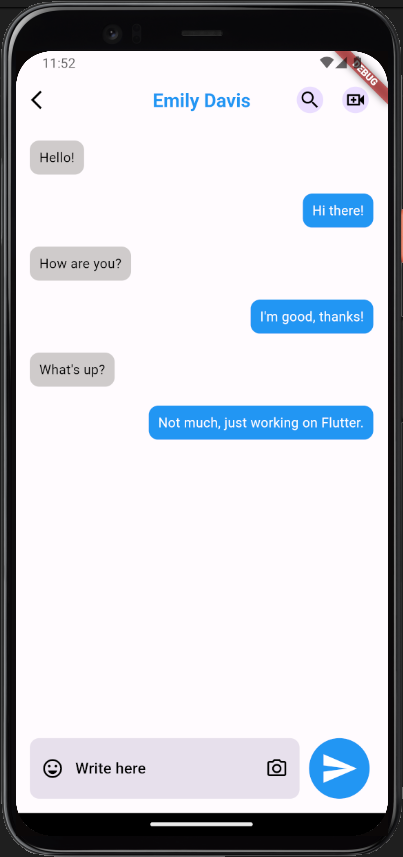 11:52
DEBUG
Emily Davis
Hello!
Hi there!
How are you?
I'm good, thanks!
What's up?
Not much, just working on Flutter.
Write here